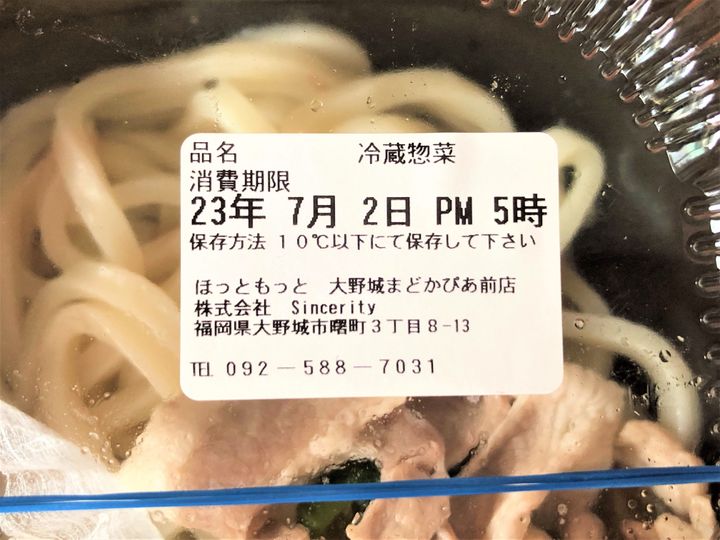 品名 冷蔵惣菜
消費期限
23年 7月 2日 PM 5時
保存方法 10℃以下にて保存して下さい
ほっともっと 大野城まどかぴあ前店
株式会社 Sincerity
福岡県大野城市曙町3丁目8-13
TEL 092-588-7031